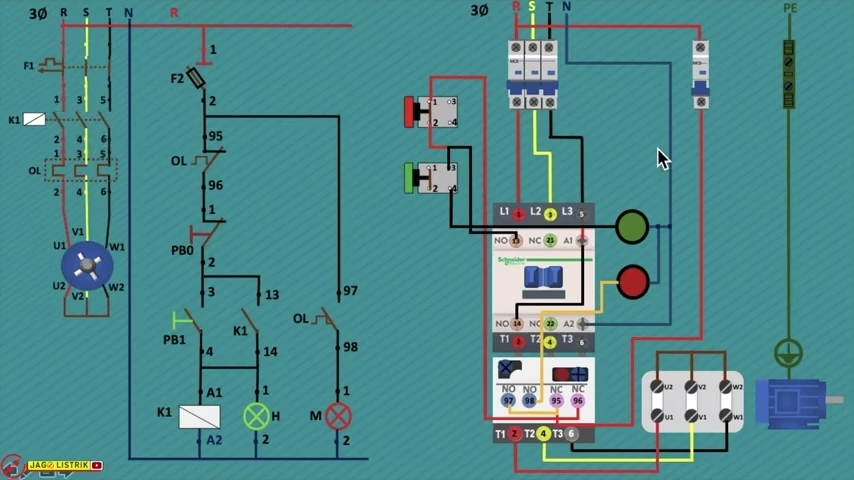 3Ø R S T N R
F1
1 3 5
K1
2 4 6
1 3 5
OL
2 4 6
V1
U1 W1
U2 W2
V2
1
F2
2
95
OL
96
1
PB0
2
3 13
PB1 K1
4 14
A1 1
K1 H
A2 2
97
OL
98
1
M
2
3Ø R S T N PE
1 3
2 4
1 3
2 4
L1 1 L2 3 L3 5
NO 13 NC 21 A1
Schneider
NO 14 NC 22 A2
T1 2 T2 4 T3 6
NO NO NC NC
97 98 95 96
T1 2 T2 4 T3 6
U2 V2 W2
U1 V1 W1
JAGO LISTRIK